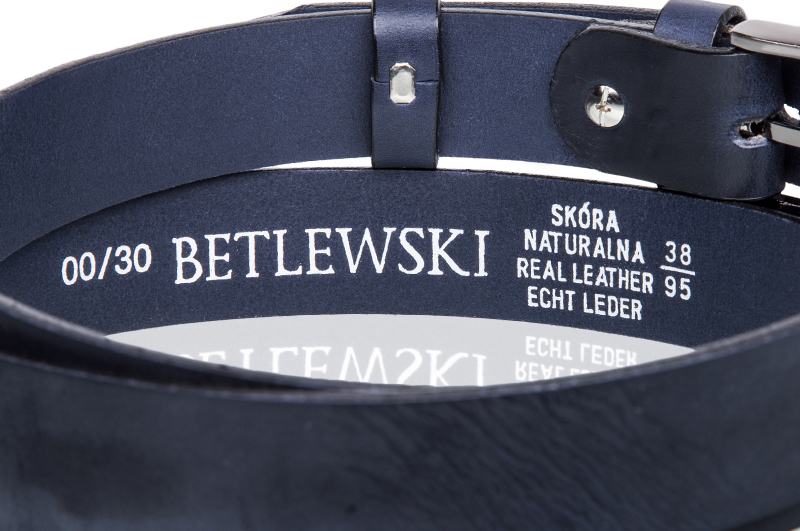 00/30
BETLEWSKI
SKÓRA
NATURALNA
REAL LEATHER
ECHT LEDER
38
95